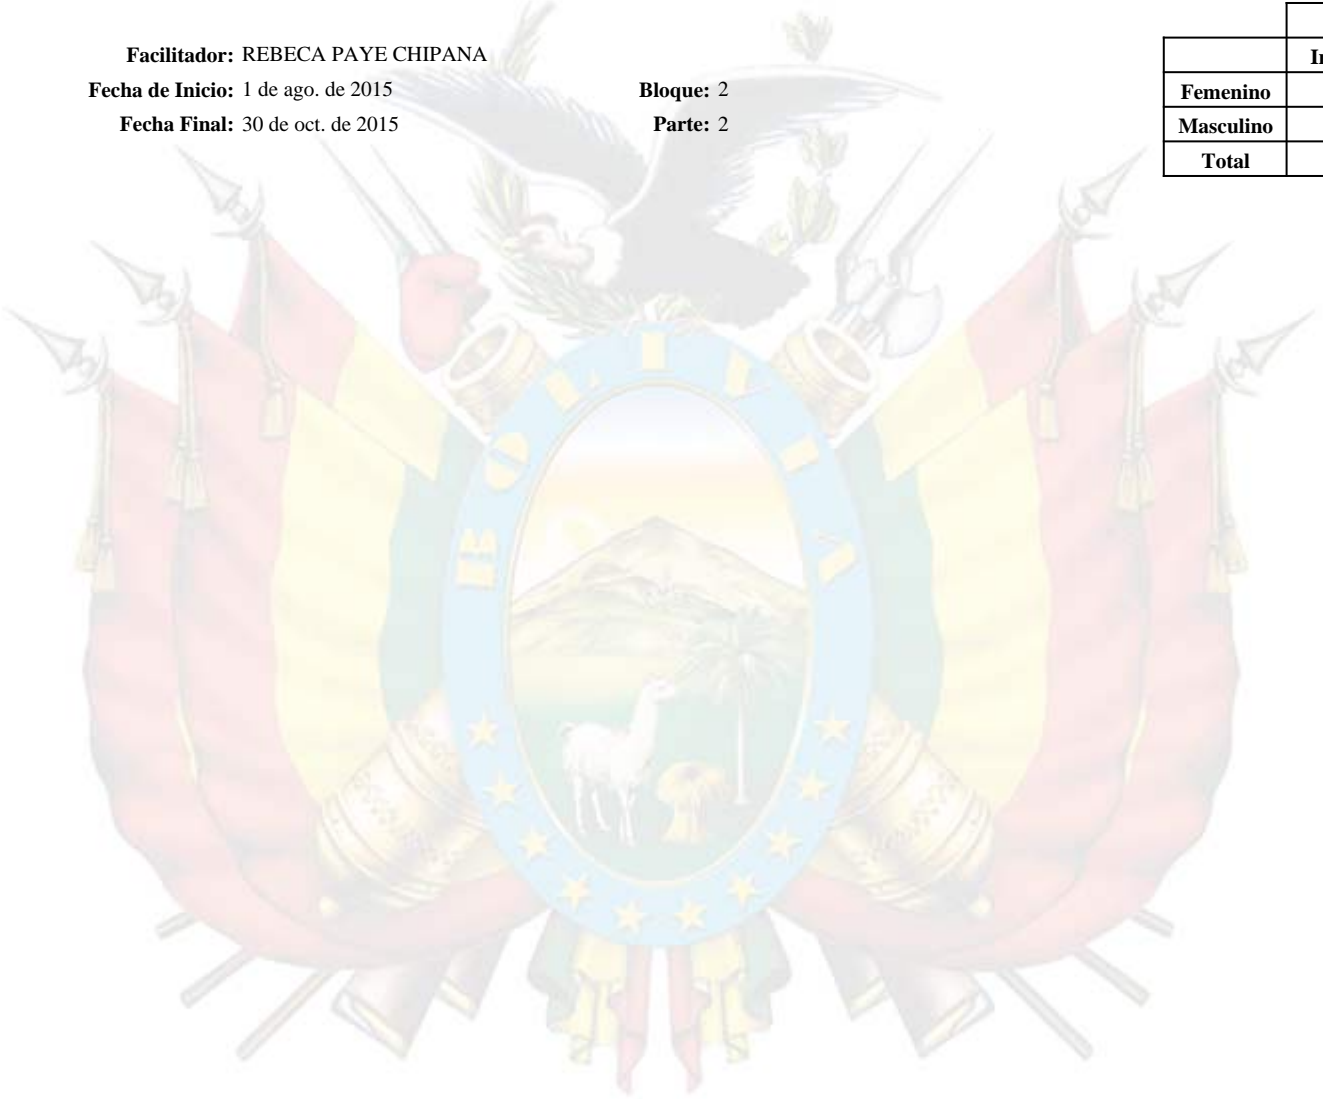 Facilitador: REBECA PAYE CHIPANA
Fecha de Inicio: 1 de ago. de 2015 Bloque: 2
Fecha Final: 30 de oct. de 2015 Parte: 2
Femenino
Masculino
Total
BOLIVIA